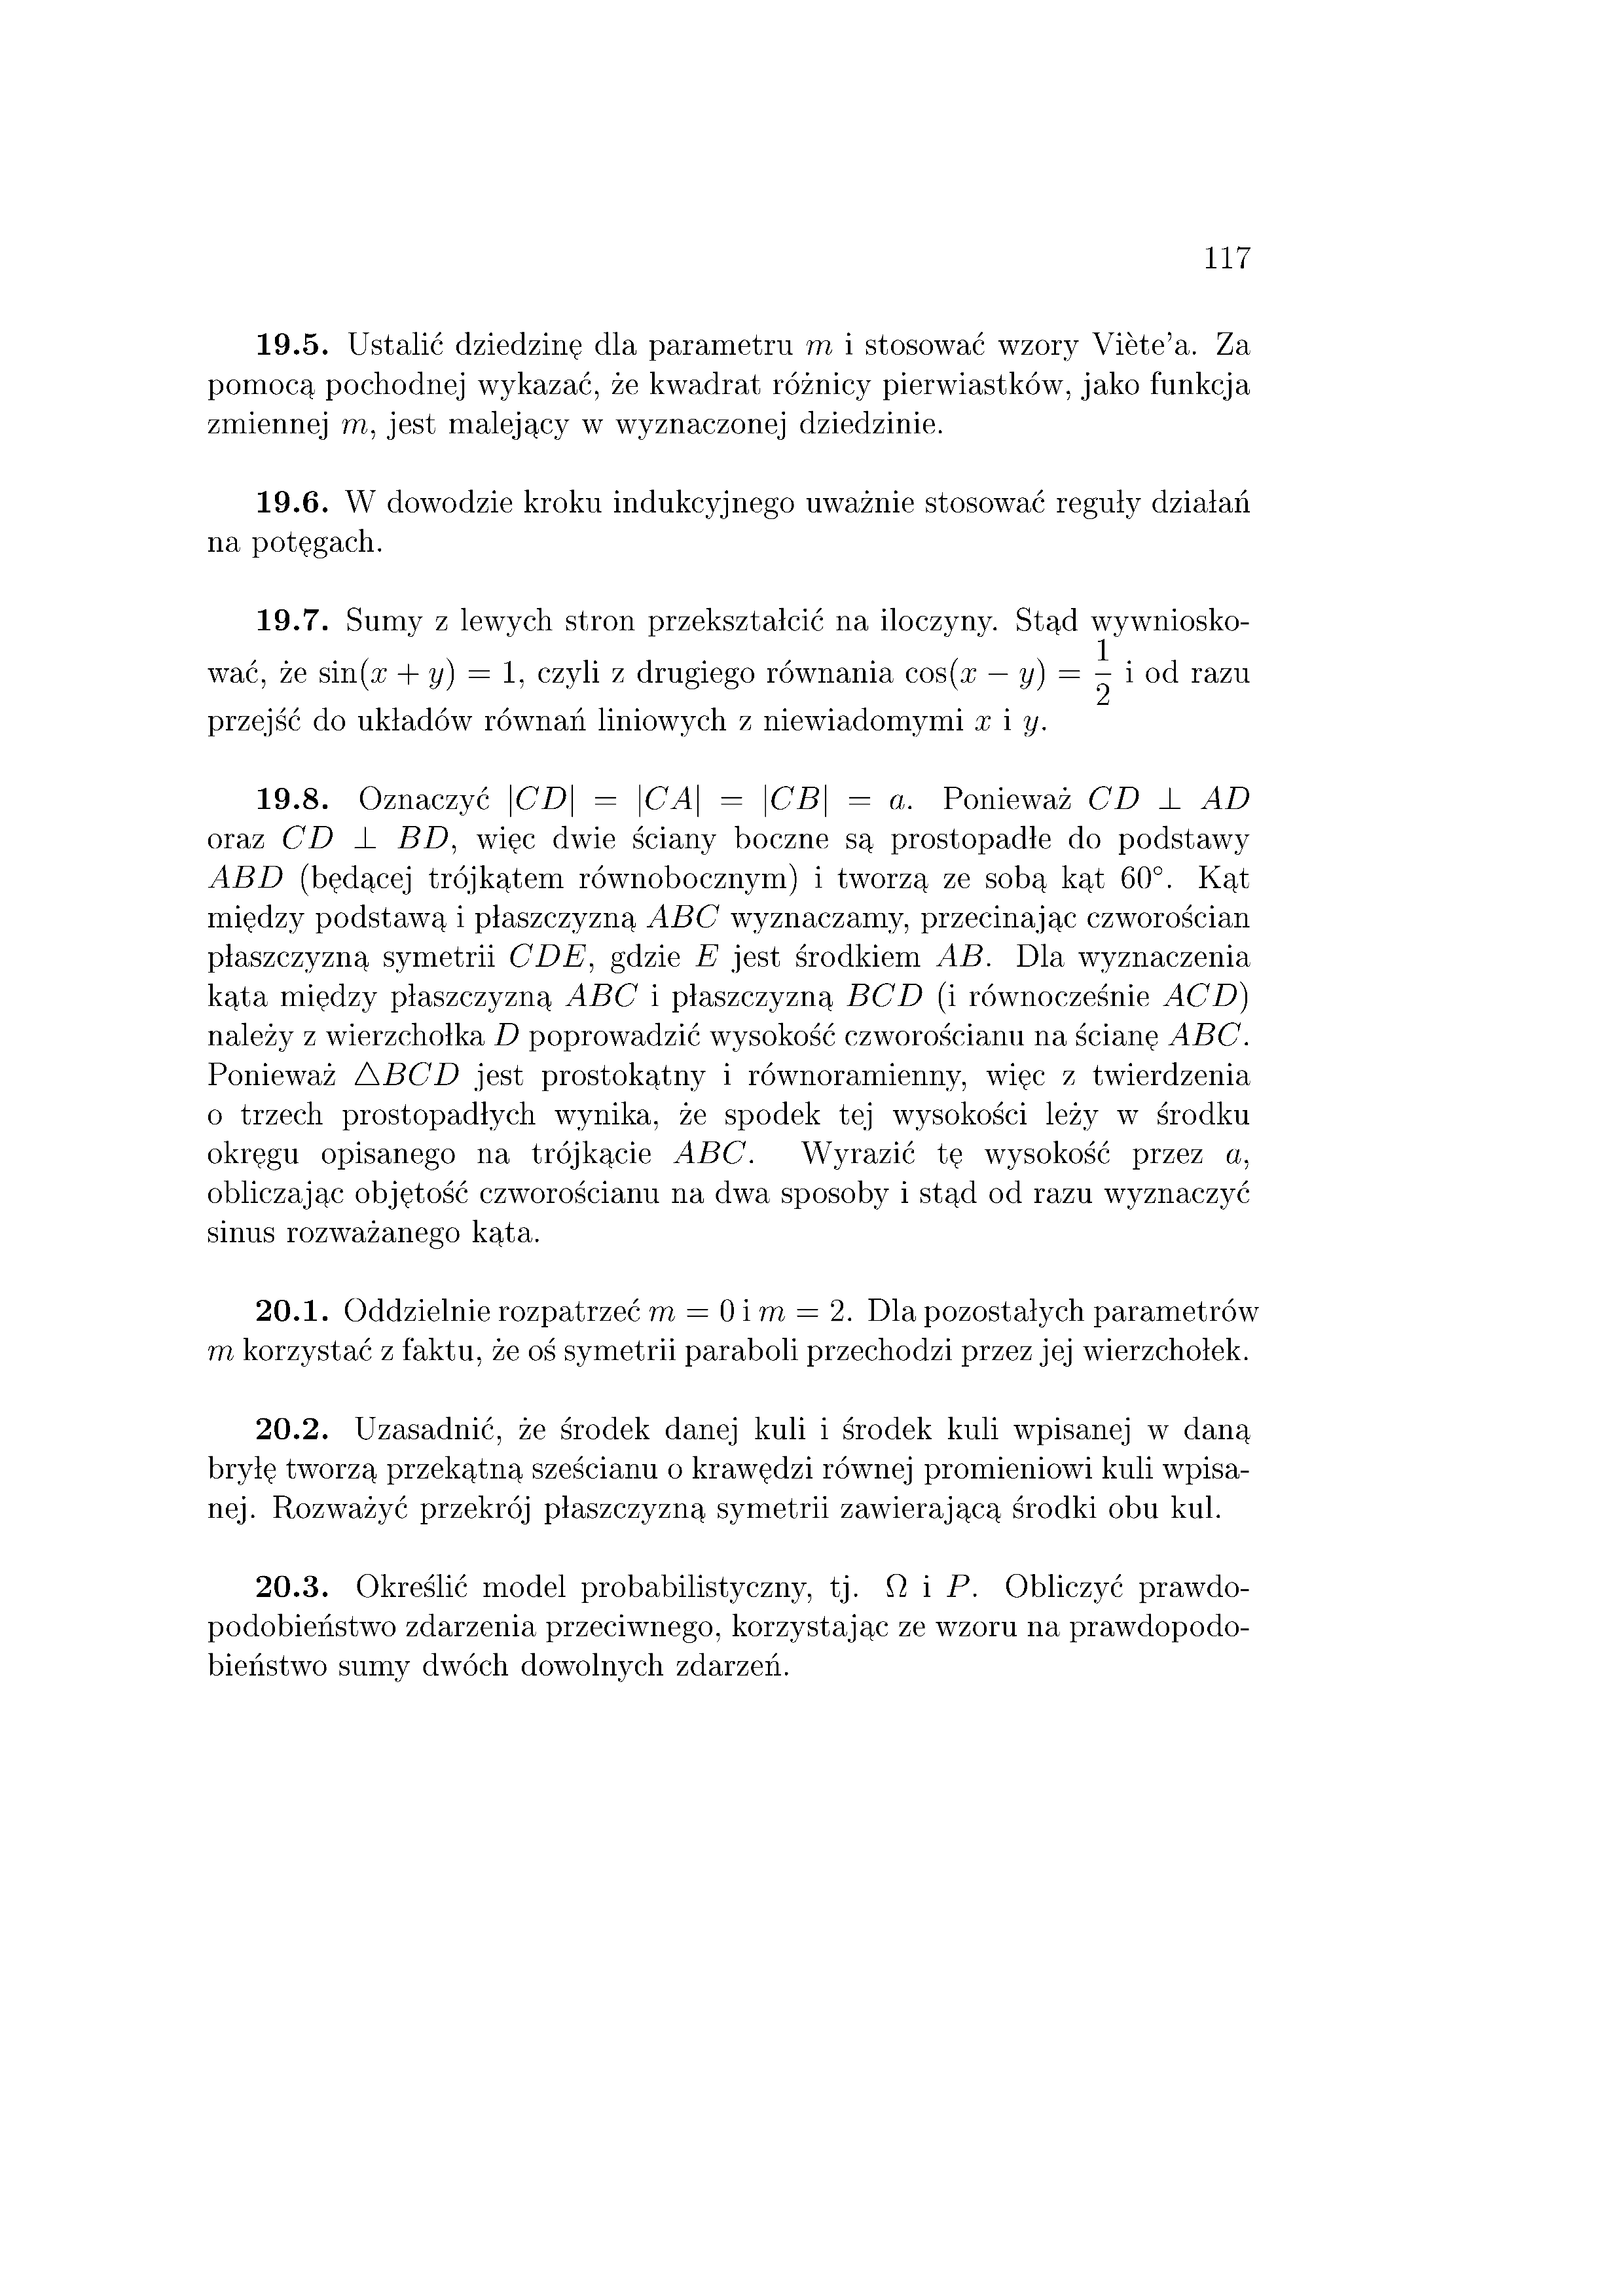 117
19.5. Ustalić dziedzinę dla parametru m i stosować wzory Viète'a. Za
pomocą pochodnej wykazać, że kwadrat różnicy pierwiastków, jako funkcja
zmiennej m, jest malejący w wyznaczonej dziedzinie.
19.6. W dowodzie kroku indukcyjnego uważnie stosować reguły działań
na potęgach.
19.7. Sumy z lewych stron przekształcić na iloczyny. Stąd wywniosko-
wać, że sin(x + y) = 1, czyli z drugiego równania cos(x − y) = 1/2 i od razu
przejść do układów równań liniowych z niewiadomymi x i y.
19.8. Oznaczyć |CD| = |CA| = |CB| = a. Ponieważ CD ⊥ AD
oraz CD ⊥ BD, więc dwie ściany boczne są prostopadłe do podstawy
ABD (będącej trójkątem równobocznym) i tworzą ze sobą kąt 60°. Kąt
między podstawą i płaszczyzną ABC wyznaczamy, przecinając czworościan
płaszczyzną symetrii CDE, gdzie E jest środkiem AB. Dla wyznaczenia
kąta między płaszczyzną ABC i płaszczyzną BCD (i równocześnie ACD)
należy z wierzchołka D poprowadzić wysokość czworościanu na ścianę ABC.
Ponieważ △BCD jest prostokątny i równoramienny, więc z twierdzenia
o trzech prostopadłych wynika, że spodek tej wysokości leży w środku
okręgu opisanego na trójkącie ABC. Wyrazić tę wysokość przez a,
obliczając objętość czworościanu na dwa sposoby i stąd od razu wyznaczyć
sinus rozważanego kąta.
20.1. Oddzielnie rozpatrzeć m = 0 i m = 2. Dla pozostałych parametrów
m korzystać z faktu, że oś symetrii paraboli przechodzi przez jej wierzchołek.
20.2. Uzasadnić, że środek danej kuli i środek kuli wpisanej w daną
bryłę tworzą przekątną sześcianu o krawędzi równej promieniowi kuli wpisa-
nej. Rozważyć przekrój płaszczyzną symetrii zawierającą środki obu kul.
20.3. Określić model probabilistyczny, tj. Ω i P. Obliczyć prawdo-
podobieństwo zdarzenia przeciwnego, korzystając ze wzoru na prawdopodo-
bieństwo sumy dwóch dowolnych zdarzeń.